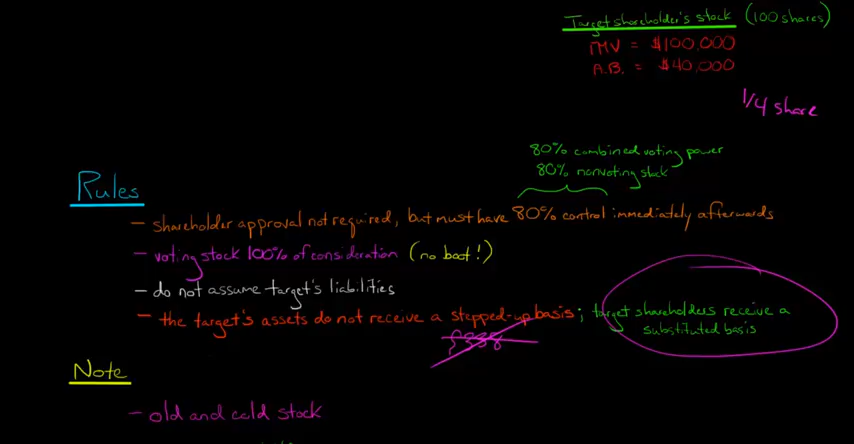 Target shareholder's stock (100 shares)
FMV = $100,000
A.B. = $40,000
1/4 share
80% combined voting power
80% nonvoting stock
Rules
- shareholder approval not required, but must have 80% control immediately afterwards
- voting stock 100% of consideration (no boot!)
- do not assume target's liabilities
- the target's assets do not receive a stepped-up basis; target shareholders receive a
substituted basis
§338
Note
- old and cold stock